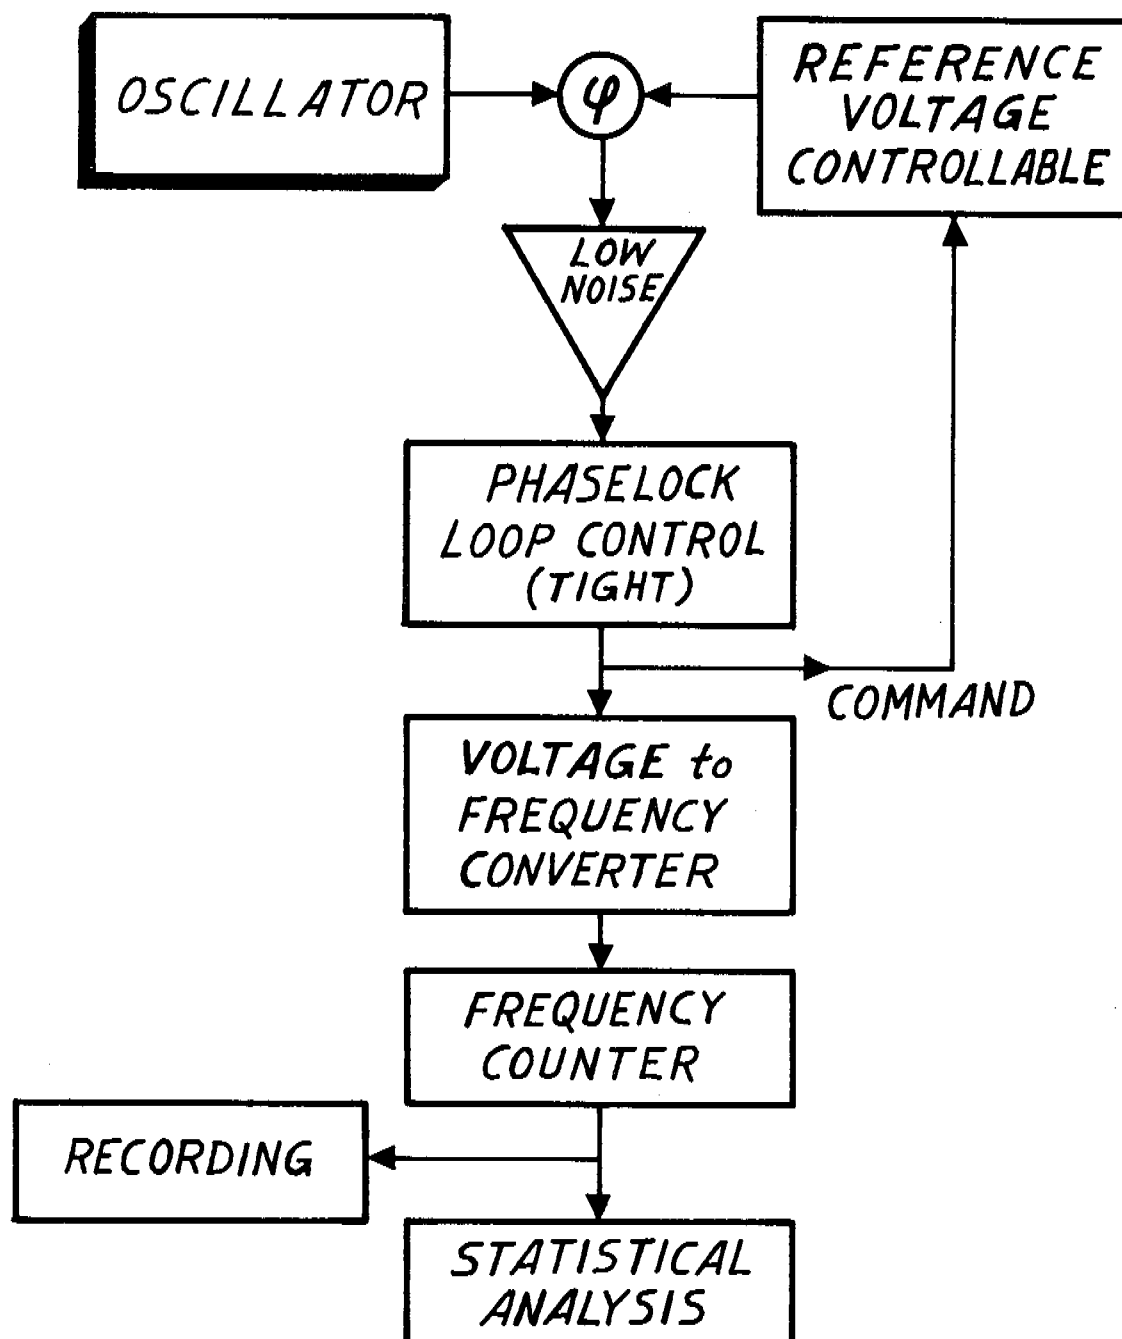 OSCILLATOR
φ
REFERENCE
VOLTAGE
CONTROLLABLE
LOW
NOISE
PHASELOCK
LOOP CONTROL
(TIGHT)
COMMAND
VOLTAGE to
FREQUENCY
CONVERTER
FREQUENCY
COUNTER
RECORDING
STATISTICAL
ANALYSIS